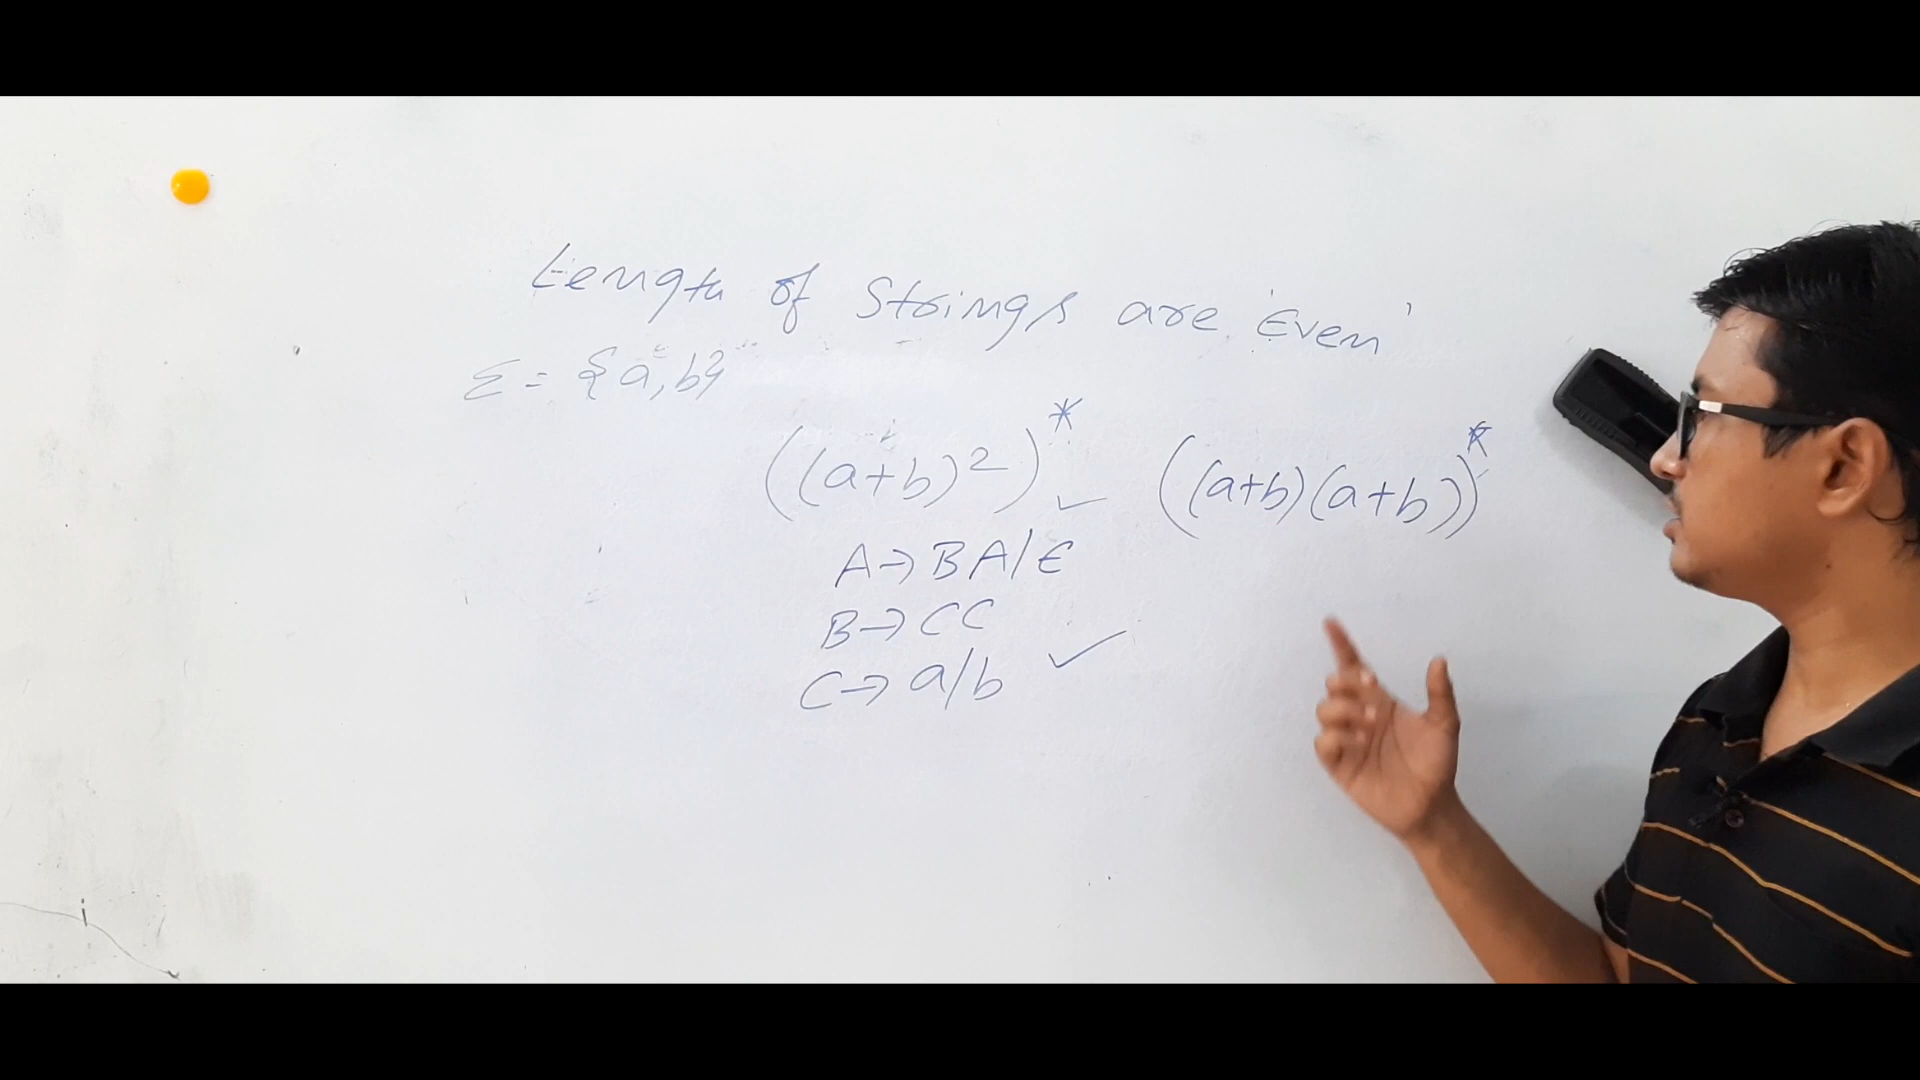 Length of Strings are 'Even'
Σ = {a, b}
((a+b)²)* ((a+b)(a+b))*
A→BA/ε
B→CC
C→a/b